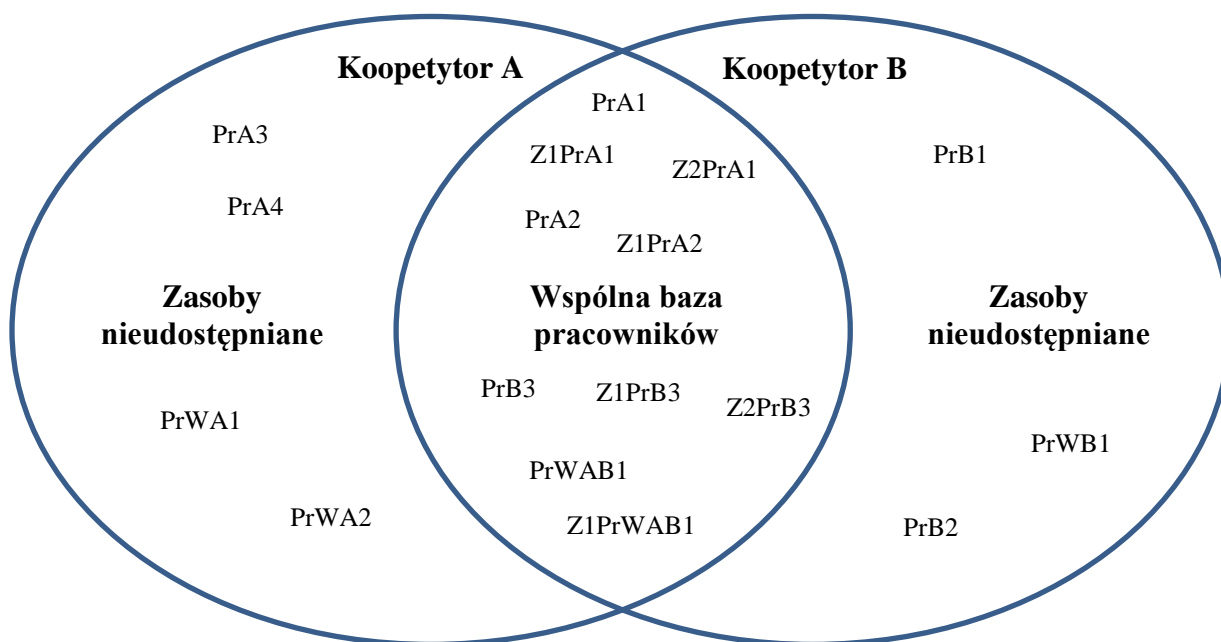 Koopetytor A
Koopetytor B
PrA1
PrA3
Z1PrA1
Z2PrA1
PrB1
PrA4
PrA2
Z1PrA2
Zasoby
nieudostępniane
Wspólna baza
pracowników
Zasoby
nieudostępniane
PrB3
Z1PrB3
Z2PrB3
PrWA1
PrWB1
PrWAB1
PrWA2
Z1PrWAB1
PrB2